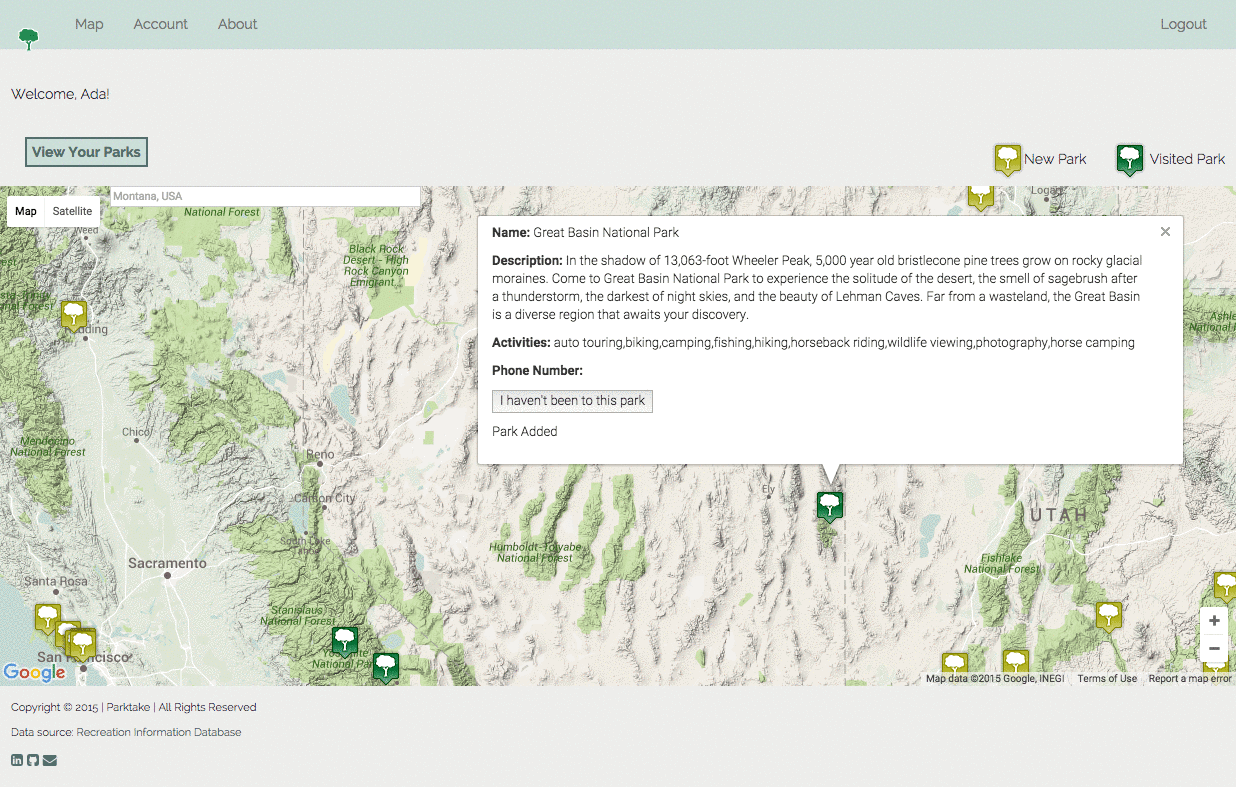 Map Account About Logout
Welcome, Ada!
View Your Parks
New Park Visited Park
Map Satellite
Montana, USA
National Forest
Weed
Black Rock
Desert - High
Rock Canyon
Emigrant...
Name: Great Basin National Park
Description: In the shadow of 13,063-foot Wheeler Peak, 5,000 year old bristlecone pine trees grow on rocky glacial
moraines. Come to Great Basin National Park to experience the solitude of the desert, the smell of sagebrush after
a thunderstorm, the darkest of night skies, and the beauty of Lehman Caves. Far from a wasteland, the Great Basin
is a diverse region that awaits your discovery.
Activities: auto touring,biking,camping,fishing,hiking,horseback riding,wildlife viewing,photography,horse camping
Phone Number:
I haven't been to this park
Park Added
National Forest
Chico
Mendocino
National Forest
Reno
Carson City
South Lake
Ely
UTAH
Humboldt-Toiyabe
National Forest
Fishlake
National Forest
Sacramento
Santa Rosa
Stanislaus
National Forest
San Francisco
National Park
Google
Map data ©2015 Google, INEGI Terms of Use Report a map error
Copyright © 2015 | Parktake | All Rights Reserved
Data source: Recreation Information Database